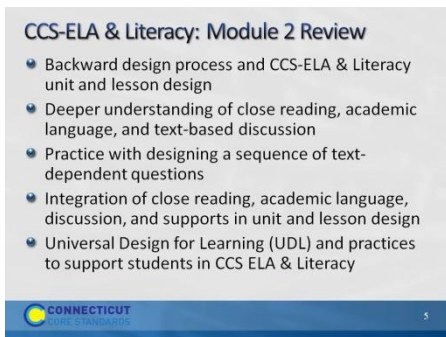 CCS-ELA & Literacy: Module 2 Review
Backward design process and CCS-ELA & Literacy
unit and lesson design
Deeper understanding of close reading, academic
language, and text-based discussion
Practice with designing a sequence of text-
dependent questions
Integration of close reading, academic language,
discussion, and supports in unit and lesson design
Universal Design for Learning (UDL) and practices
to support students in CCS ELA & Literacy
CONNECTICUT
CORE STANDARDS
5